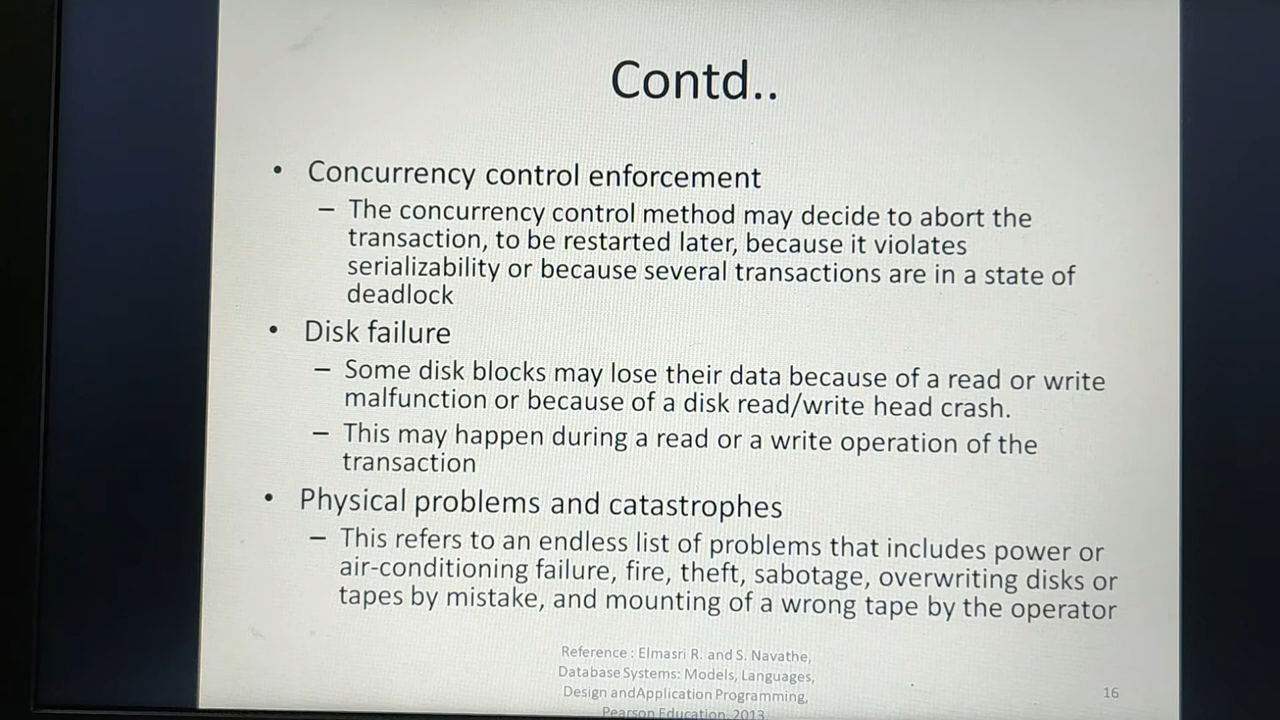 Contd..
• Concurrency control enforcement
– The concurrency control method may decide to abort the
transaction, to be restarted later, because it violates
serializability or because several transactions are in a state of
deadlock
• Disk failure
– Some disk blocks may lose their data because of a read or write
malfunction or because of a disk read/write head crash.
– This may happen during a read or a write operation of the
transaction
• Physical problems and catastrophes
– This refers to an endless list of problems that includes power or
air-conditioning failure, fire, theft, sabotage, overwriting disks or
tapes by mistake, and mounting of a wrong tape by the operator
Reference : Elmasri R. and S. Navathe,
Database Systems: Models, Languages,
Design andApplication Programming,
Pearson Education, 2013
16